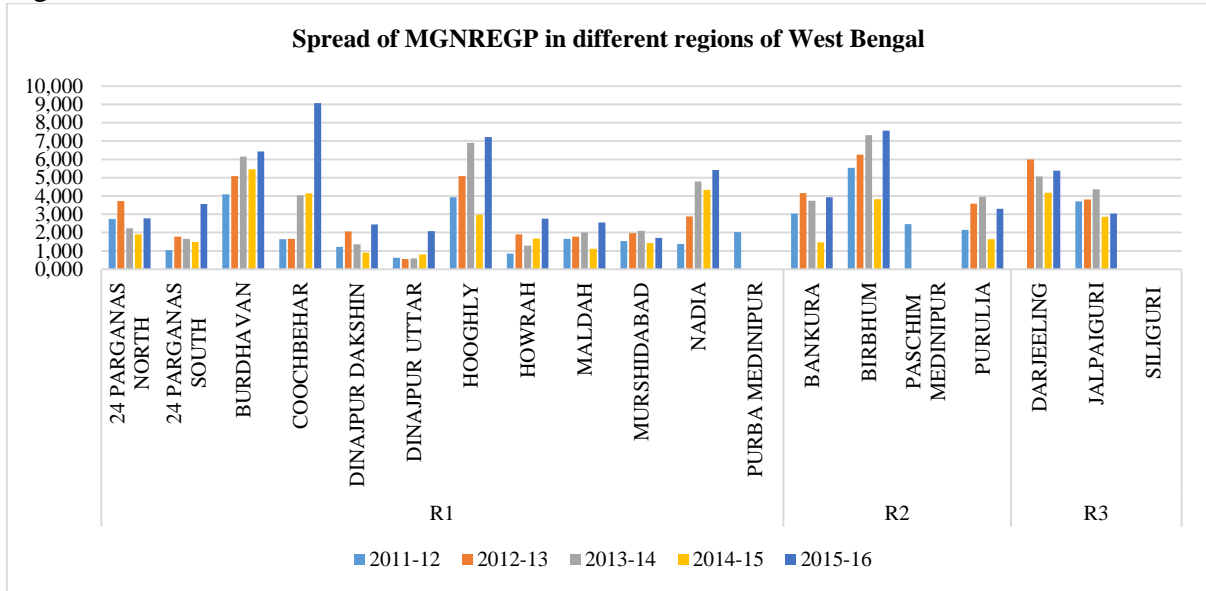 Spread of MGNREGP in different regions of West Bengal
10,000
9,000
8,000
7,000
6,000
5,000
4,000
3,000
2,000
1,000
0,000
24 PARGANAS
NORTH
24 PARGANAS
SOUTH
BURDHAVAN
COOCHBEHAR
DINAJPUR DAKSHIN
DINAJPUR UTTAR
HOOGHLY
HOWRAH
MALDAH
MURSHIDABAD
NADIA
PURBA MEDINIPUR
BANKURA
BIRBHUM
PASCHIM
MEDINIPUR
PURULIA
DARJEELING
JALPAIGURI
SILIGURI
R1
R2
R3
2011-12 2012-13 2013-14 2014-15 2015-16